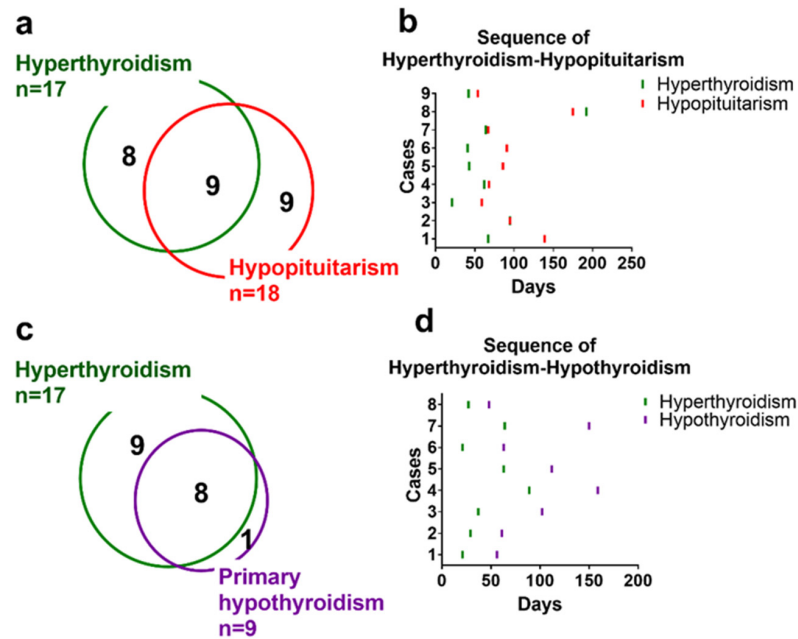 a
Hyperthyroidism
n=17
8
9
9
Hypopituitarism
n=18
b
Sequence of
Hyperthyroidism-Hypopituitarism
Hyperthyroidism
Hypopituitarism
Cases
9
8
7
6
5
4
3
2
1
0 50 100 150 200 250
Days
c
Hyperthyroidism
n=17
9
8
1
Primary
hypothyroidism
n=9
d
Sequence of
Hyperthyroidism-Hypothyroidism
Hyperthyroidism
Hypothyroidism
Cases
8
7
6
5
4
3
2
1
0 50 100 150 200
Days